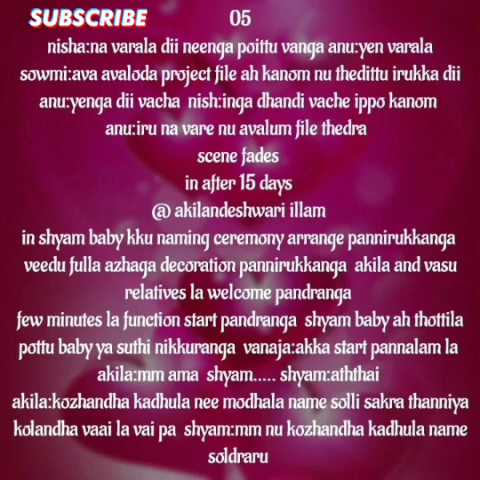 SUBSCRIBE
05
nisha:na varala dii neenga poittu vanga anu:yen varala
sowmi:ava avaloda project file ah kanom nu thedittu irukka dii
anu:yenga dii vacha nish:inga dhandi vache ippo kanom
anu:iru na vare nu avalum file thedra
scene fades
in after 15 days
@ akilandeshwari illam
in shyam baby kku naming ceremony arrange pannirukkanga
veedu fulla azhaga decoration pannirukkanga akila and vasu
relatives la welcome pandranga
few minutes la function start pandranga shyam baby ah thottila
pottu baby ya suthi nikkuranga vanaja:akka start pannalam la
akila:mm ama shyam..... shyam:aththai
akila:kozhandha kadhula nee modhala name solli sakra thanniya
kolandha vaai la vai pa shyam:mm nu kozhandha kadhula name
soldraru